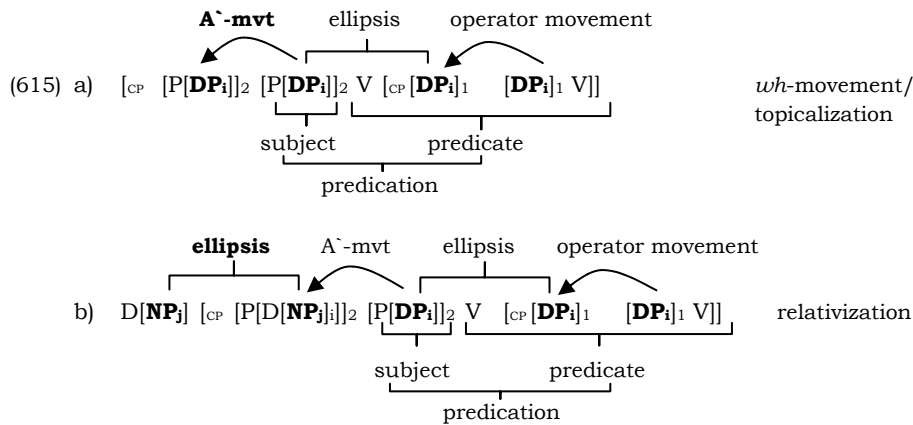 A`-mvt ellipsis operator movement
(615) a) [CP [P[DPi]]2 [P[DPi]]2 V [CP[DPi]1 [DPi]1 V]] wh-movement/
topicalization
subject predicate
predication
ellipsis A`-mvt ellipsis operator movement
b) D[NPj] [CP [P[D[NPj]i]]2 [P[DPi]]2 V [CP[DPi]1 [DPi]1 V]] relativization
subject predicate
predication